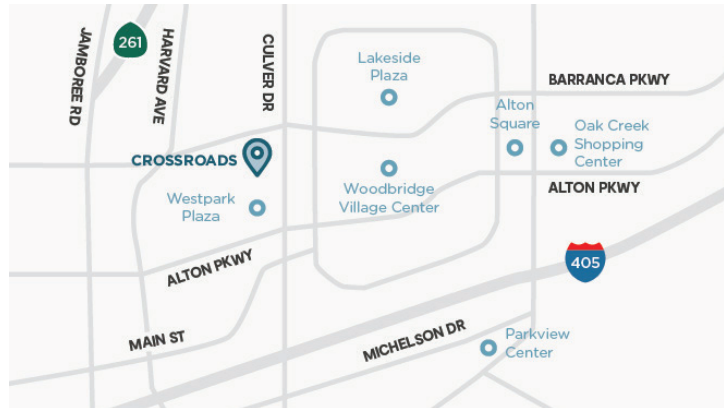 JAMBOREE RD
261
HARVARD AVE
CULVER DR
Lakeside
Plaza
BARRANCA PKWY
Alton
Square
Oak Creek
Shopping
Center
CROSSROADS
Westpark
Plaza
Woodbridge
Village Center
ALTON PKWY
ALTON PKWY
405
MAIN ST
MICHELSON DR
Parkview
Center